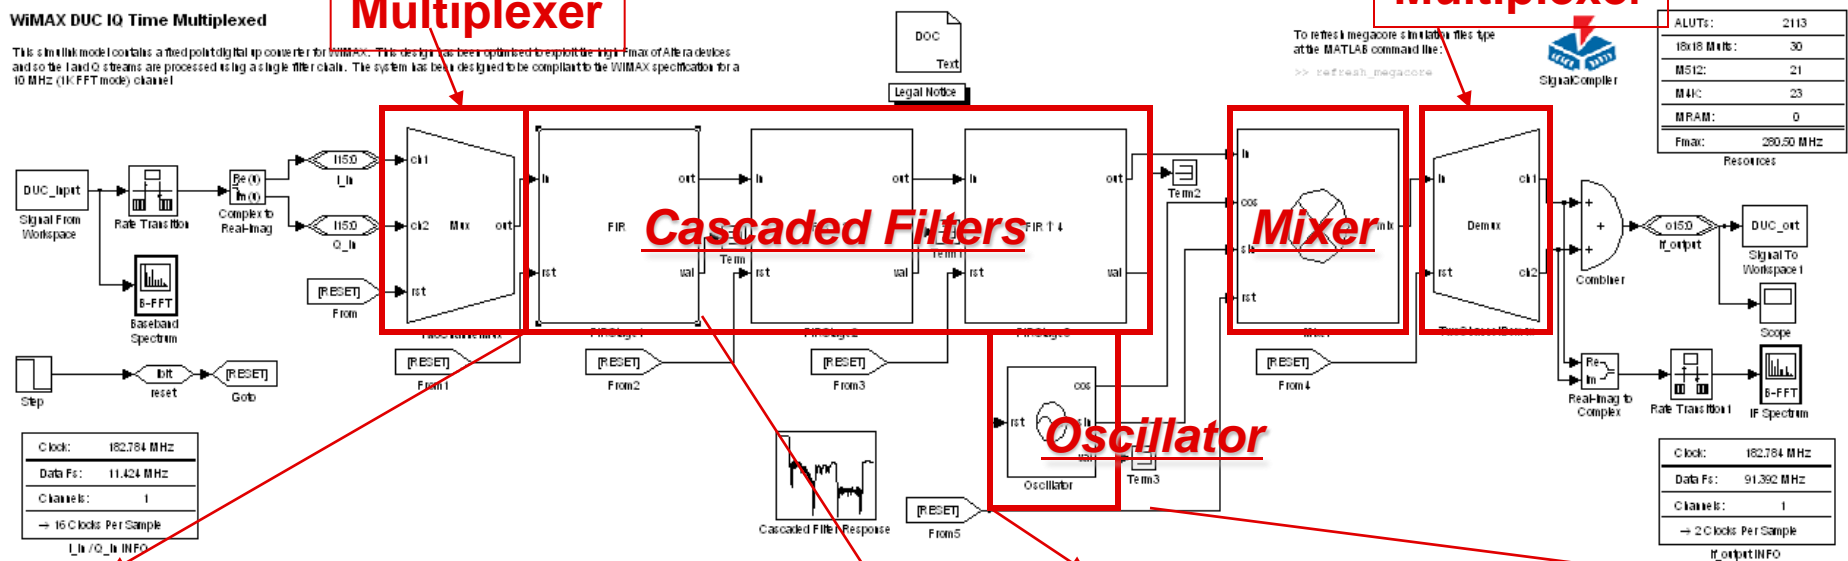 Multiplexer
Multiplexer
WiMAX DUC IQ Time Multiplexed
This simulink model contains a fixed point digital up converter for WiMAX. This design has been optimised to exploit the high Fmax of Altera devices
and so the I and Q streams are processed using a single filter chain. The system has been designed to be compliant to the WiMAX specification for a
10 MHz (1K FFT mode) channel
DOC
Text
Legal Notice
To refresh megacore simulation files type
at the MATLAB command line:
>> refresh_megacore
SignalCompiler
ALUTs: 2113
18x18 Mults: 30
M512: 21
M4K: 23
MRAM: 0
Fmax: 280.50 MHz
Resources
DUC_input
Signal From
Workspace
Rate Transition
Re(u)
Im(u)
Complex to
Real-Imag
i15:0
I_in
i15:0
Q_in
[RESET]
From
B-FFT
Baseband
Spectrum
ch1
ch2
rst
Mux
out
in
rst
FIR
out
val
in
rst
out
val
in
rst
FIR↑4
out
val
Cascaded Filters
Term
Term2
in
cos
sin
rst
Mixer
in
rst
Demux
ch1
ch2
+
+
+
Combiner
o15:0
if_output
DUC_out
Signal To
Workspace1
Scope
[RESET]
From1
[RESET]
From2
[RESET]
From3
[RESET]
From4
Step
ibit
reset
[RESET]
Goto
rst
cos
sin
Oscillator
Oscillator
Term3
[RESET]
From5
Cascaded Filter Response
Re
Im
Real-Imag to
Complex
Rate Transition1
B-FFT
IF Spectrum
Clock: 182.784 MHz
Data Fs: 11.424 MHz
Channels: 1
-> 16 Clocks Per Sample
I_in /Q_in INFO
Clock: 182.784 MHz
Data Fs: 91.392 MHz
Channels: 1
-> 2 Clocks Per Sample
if_output INFO